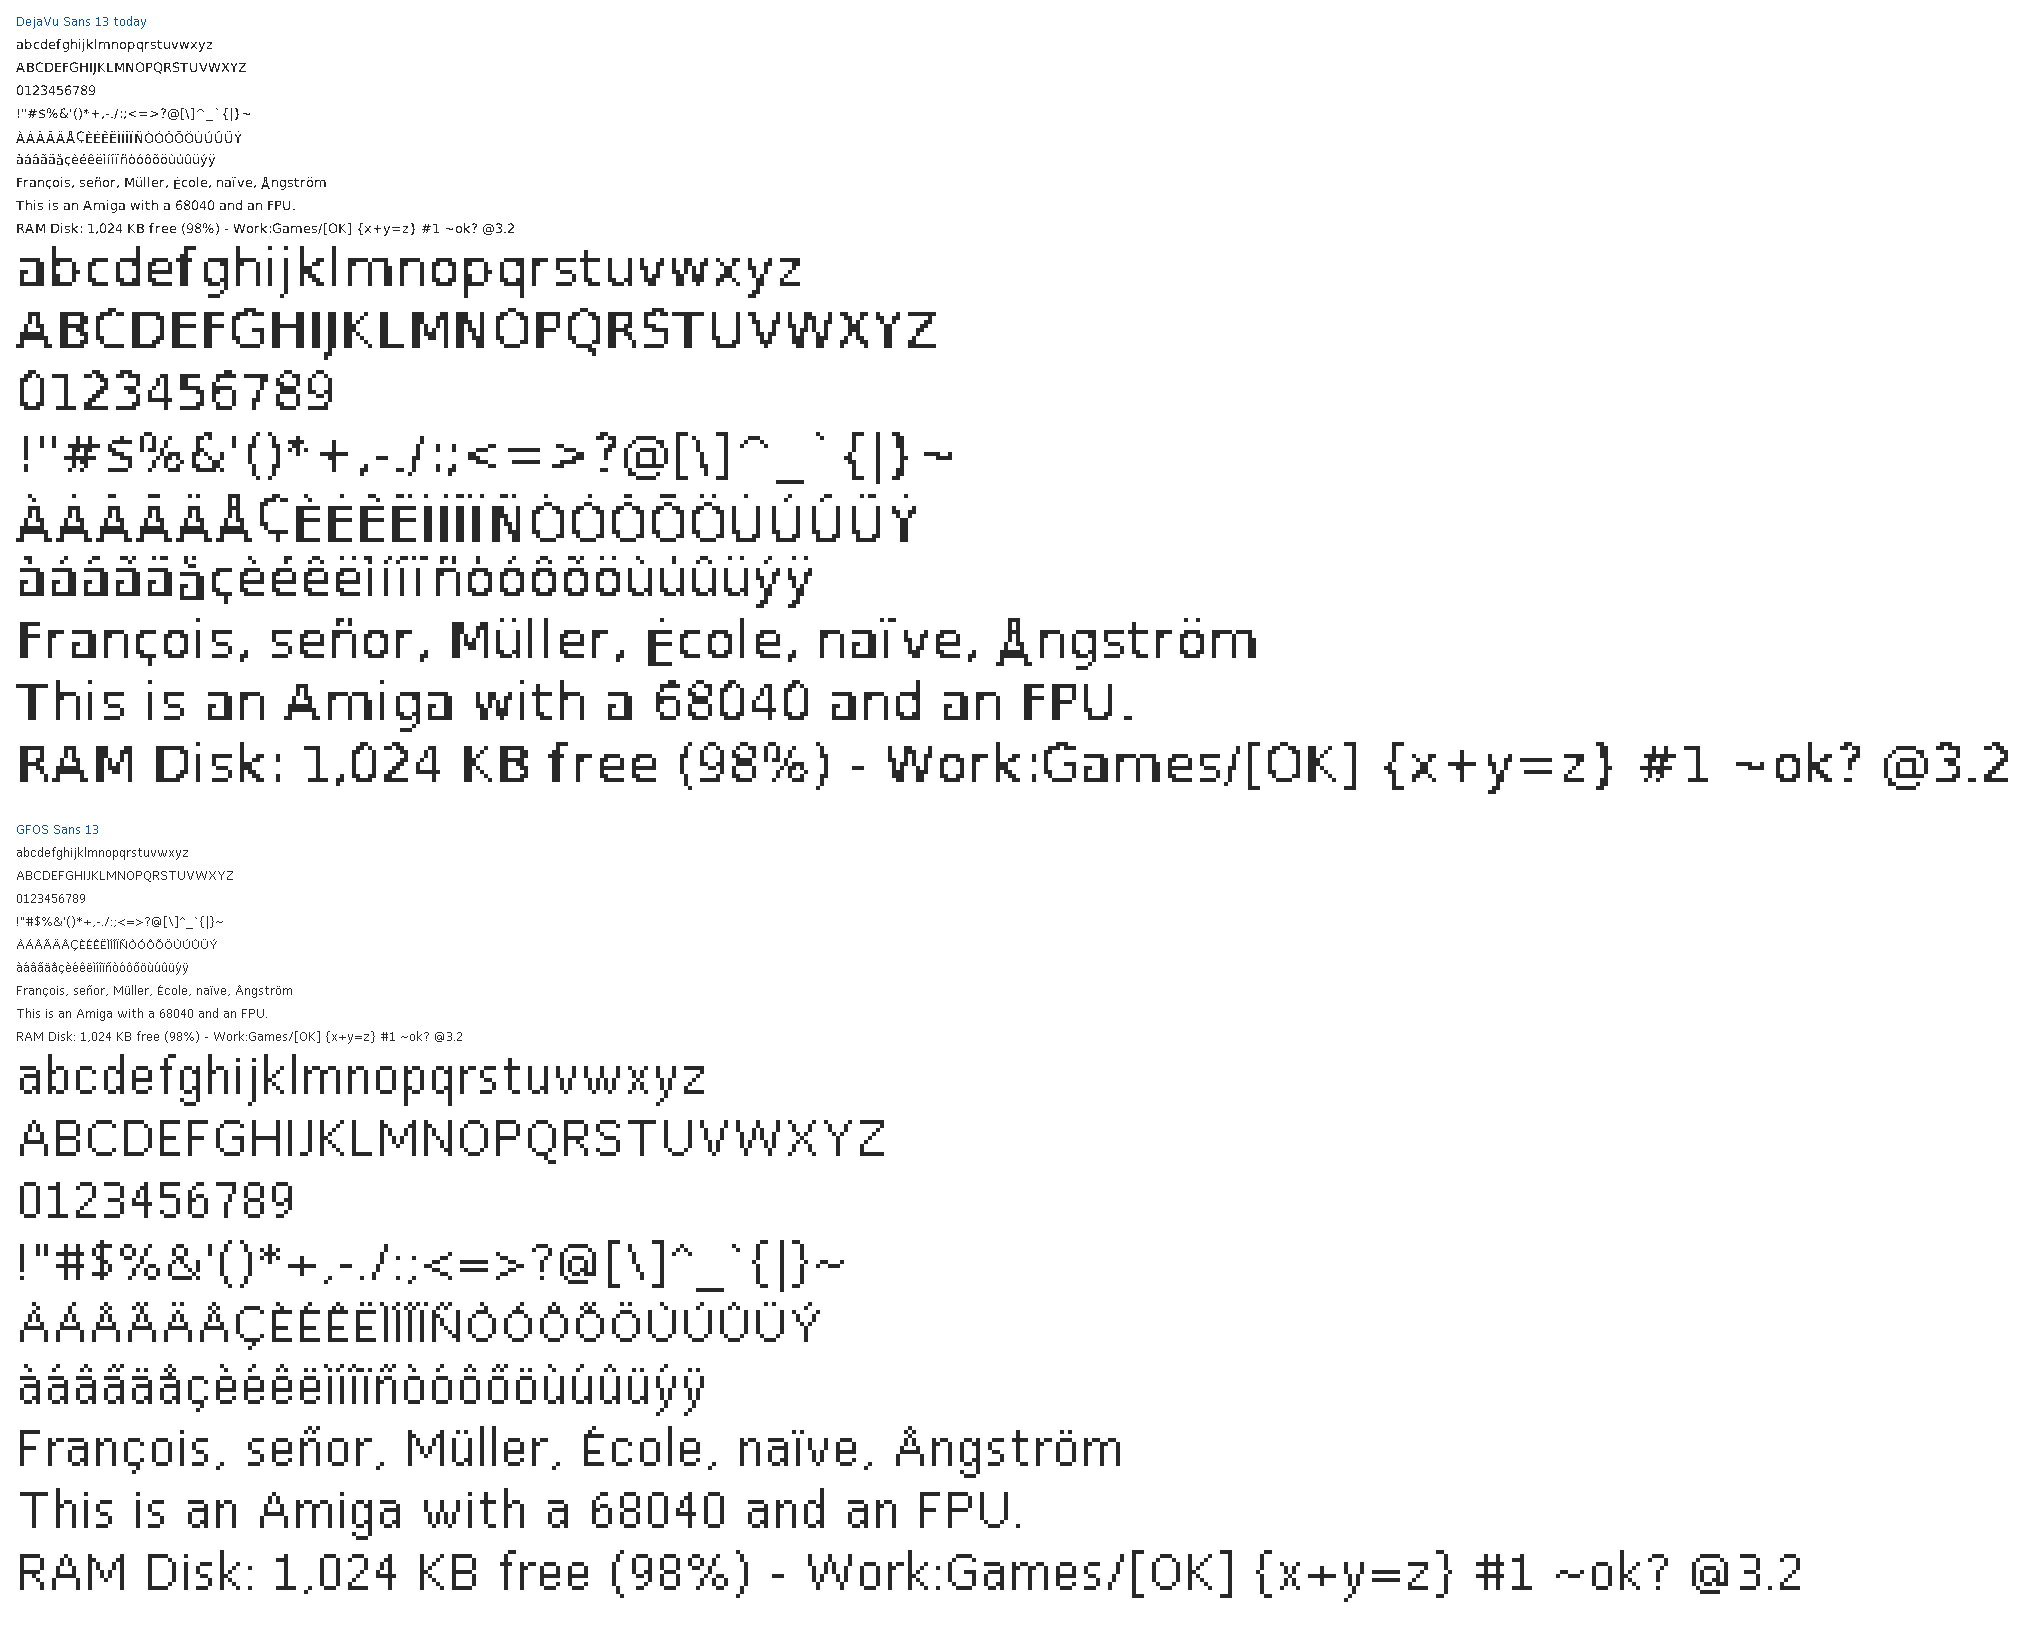 DejaVu Sans 13 today
abcdefghijklmnopqrstuvwxyz
ABCDEFGHIJKLMNOPQRSTUVWXYZ
0123456789
!"#$%&'()*+,-./:;<=>?@[\]^_`{|}~
ÀÁÂÃÄÅÇÈÉÊËÌÍÎÏÑÒÓÔÕÖÙÚÛÜÝ
àáâãäåçèéêëìíîïñòóôõöùúûüýÿ
François, señor, Müller, École, naïve, Ångström
This is an Amiga with a 68040 and an FPU.
RAM Disk: 1,024 KB free (98%) - Work:Games/[OK] {x+y=z} #1 ~ok? @3.2
abcdefghijklmnopqrstuvwxyz
ABCDEFGHIJKLMNOPQRSTUVWXYZ
0123456789
!"#$%&'()*+,-./:;<=>?@[\]^_`{|}~
ÀÁÂÃÄÅÇÈÉÊËÌÍÎÏÑÒÓÔÕÖÙÚÛÜÝ
àáâãäåçèéêëìíîïñòóôõöùúûüýÿ
François, señor, Müller, École, naïve, Ångström
This is an Amiga with a 68040 and an FPU.
RAM Disk: 1,024 KB free (98%) - Work:Games/[OK] {x+y=z} #1 ~ok? @3.2
GFOS Sans 13
abcdefghijklmnopqrstuvwxyz
ABCDEFGHIJKLMNOPQRSTUVWXYZ
0123456789
!"#$%&'()*+,-./:;<=>?@[\]^_`{|}~
ÀÁÂÃÄÅÇÈÉÊËÌÍÎÏÑÒÓÔÕÖÙÚÛÜÝ
àáâãäåçèéêëìíîïñòóôõöùúûüýÿ
François, señor, Müller, École, naïve, Ångström
This is an Amiga with a 68040 and an FPU.
RAM Disk: 1,024 KB free (98%) - Work:Games/[OK] {x+y=z} #1 ~ok? @3.2
abcdefghijklmnopqrstuvwxyz
ABCDEFGHIJKLMNOPQRSTUVWXYZ
0123456789
!"#$%&'()*+,-./:;<=>?@[\]^_`{|}~
ÀÁÂÃÄÅÇÈÉÊËÌÍÎÏÑÒÓÔÕÖÙÚÛÜÝ
àáâãäåçèéêëìíîïñòóôõöùúûüýÿ
François, señor, Müller, École, naïve, Ångström
This is an Amiga with a 68040 and an FPU.
RAM Disk: 1,024 KB free (98%) - Work:Games/[OK] {x+y=z} #1 ~ok? @3.2